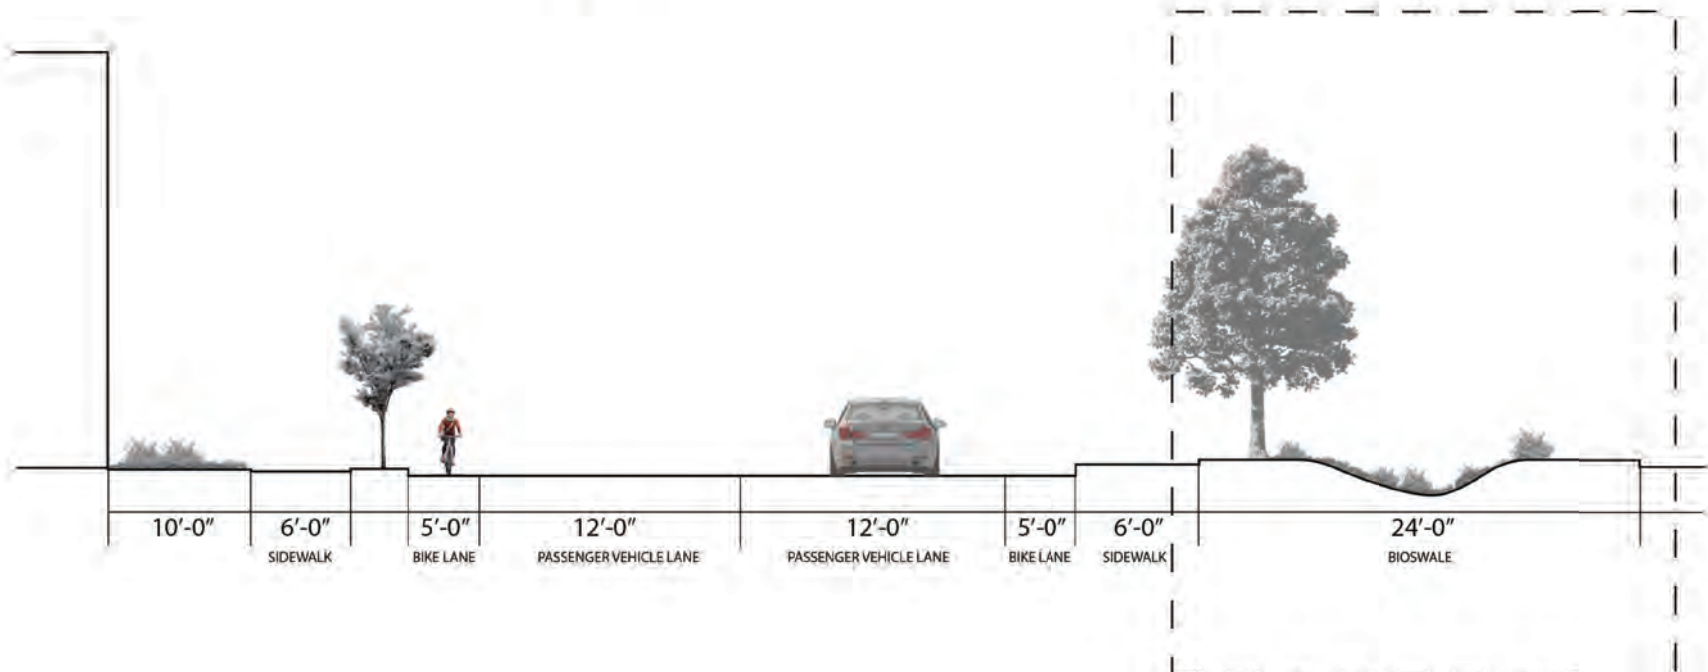 10'-0" 6'-0" 5'-0" 12'-0" 12'-0" 5'-0" 6'-0" 24'-0"
SIDEWALK BIKE LANE PASSENGER VEHICLE LANE PASSENGER VEHICLE LANE BIKE LANE SIDEWALK BIOSWALE